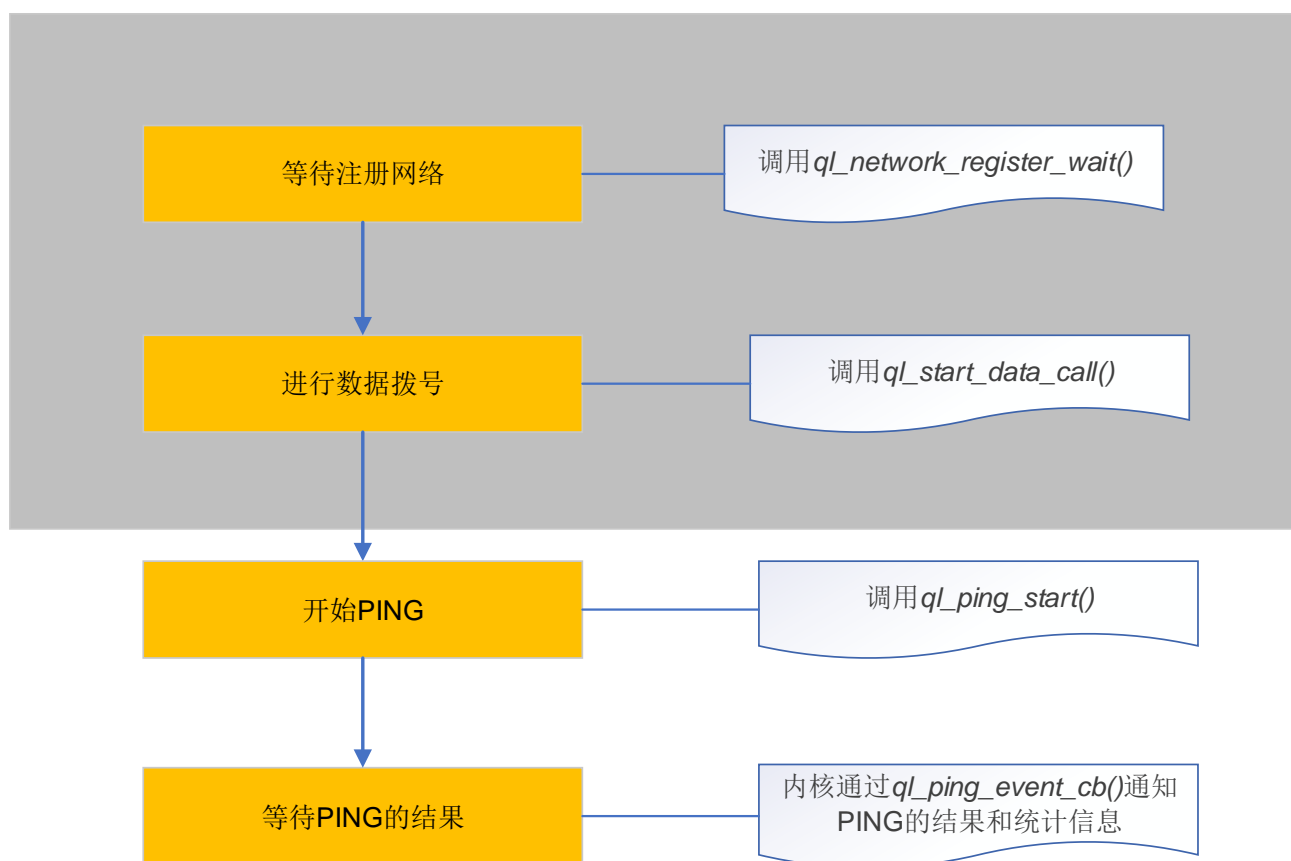 等待注册网络
调用ql_network_register_wait()
进行数据拨号
调用ql_start_data_call()
开始PING
调用ql_ping_start()
等待PING的结果
内核通过ql_ping_event_cb()通知
PING的结果和统计信息